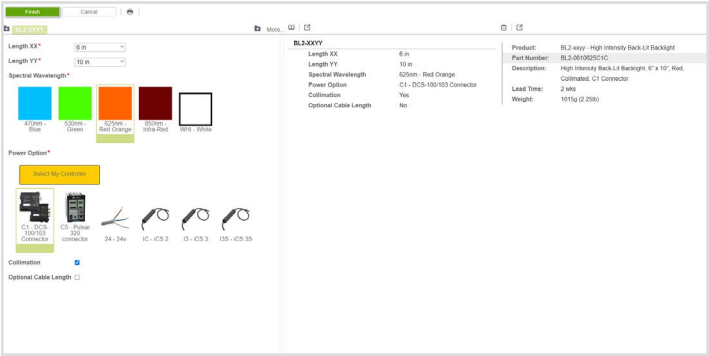 Finish
Cancel
BL2-XXYY
More...
Length XX*
6 in
Length YY*
10 in
Spectral Wavelength*
470nm -
Blue
530nm -
Green
625nm -
Red Orange
850nm -
Infra-Red
WHI - White
Power Option*
Select My Controller
C1 - DCS-
100/103
Connector
C5 - Pulsar
320
connector
24 - 24v
IC - iCS 2
I3 - iCS 3
I3S - iCS 3S
Collimation
Optional Cable Length
BL2-XXYY
Length XX 6 in
Length YY 10 in
Spectral Wavelength 625nm - Red Orange
Power Option C1 - DCS-100/103 Connector
Collimation Yes
Optional Cable Length No
Product: BL2-xxyy - High Intensity Back-Lit Backlight
Part Number: BL2-0610625C1C
Description: High Intensity Back-Lit Backlight, 6" x 10", Red,
Collimated, C1 Connector
Lead Time: 2 wks
Weight: 1015g (2.25lb)